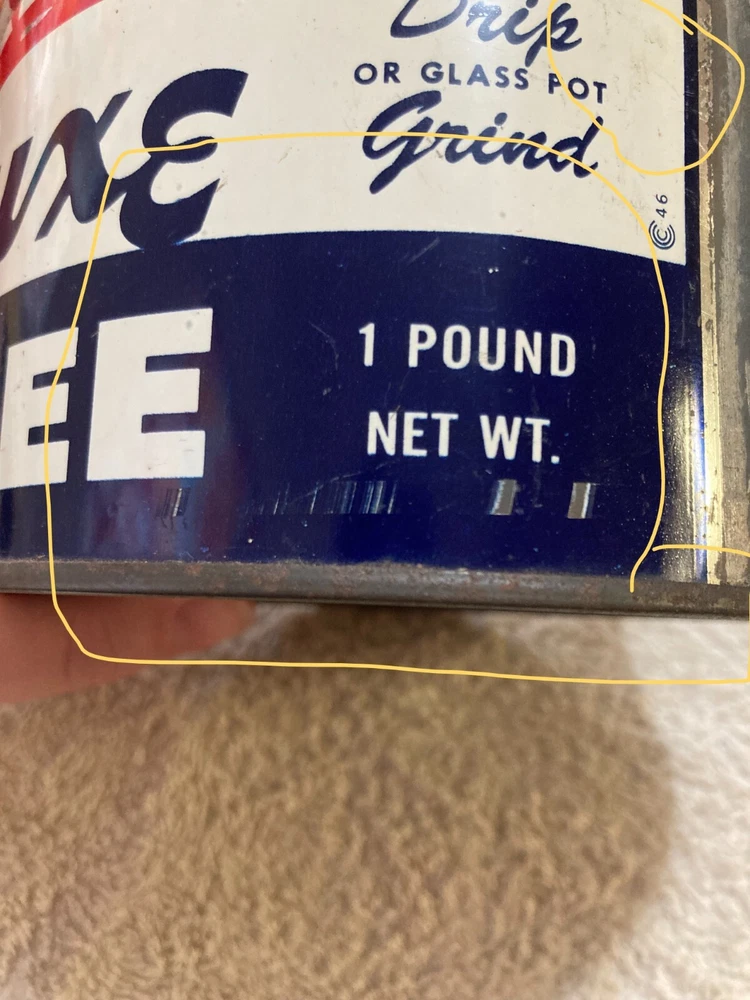 Drip
OR GLASS POT
Grind
uxe
EE
46
1 POUND
NET WT.